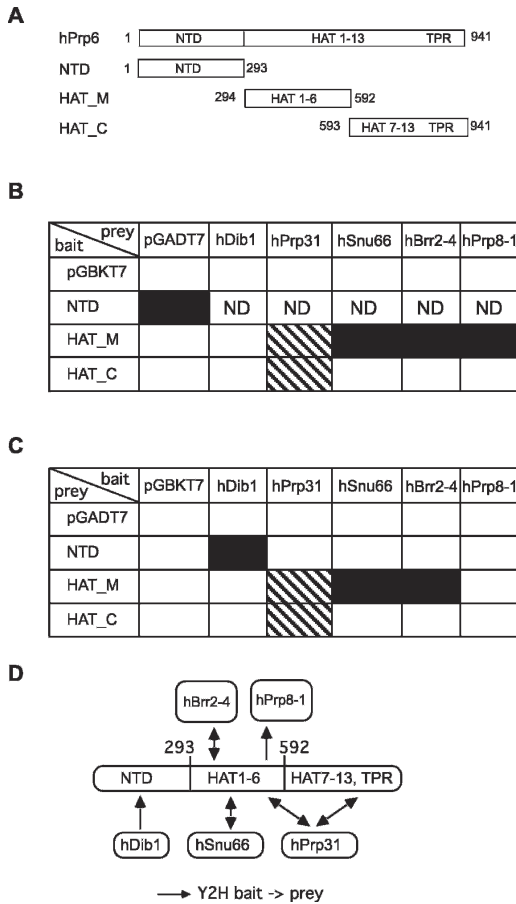 A
hPrp6 1 NTD HAT 1-13 TPR 941
NTD 1 NTD 293
HAT_M 294 HAT 1-6 592
HAT_C 593 HAT 7-13 TPR 941
B
prey bait pGADT7 hDib1 hPrp31 hSnu66 hBrr2-4 hPrp8-1
pGBKT7
NTD ND ND ND ND ND
HAT_M
HAT_C
C
bait prey pGBKT7 hDib1 hPrp31 hSnu66 hBrr2-4 hPrp8-1
pGADT7
NTD
HAT_M
HAT_C
D
hBrr2-4 hPrp8-1
293 592
NTD HAT1-6 HAT7-13, TPR
hDib1 hSnu66 hPrp31
Y2H bait -> prey